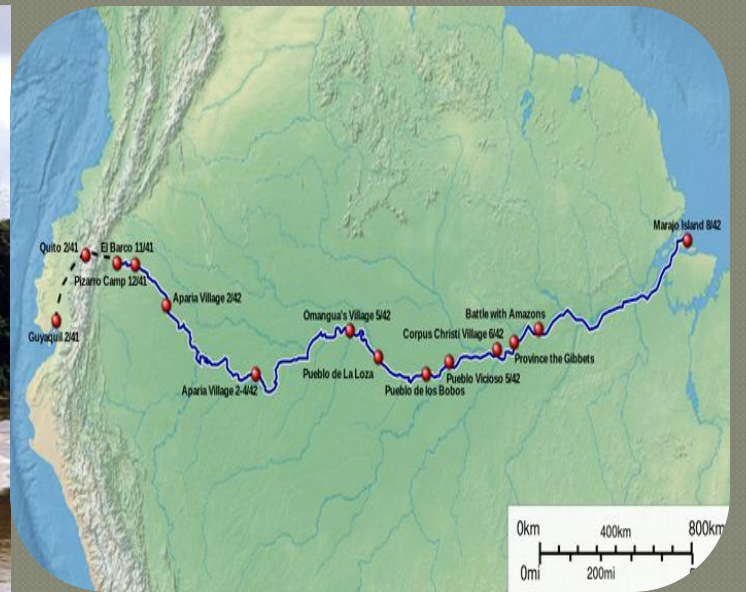 Marajo Island 8/42
Quito 2/41
El Barco 11/41
Pizarro Camp 12/41
Aparia Village 2/42
Guyaquil 2/41
Omangua's Village 5/42
Battle with Amazons
Corpus Christi Village 6/42
Province the Gibbets
Pueblo de La Loza
Pueblo Vicioso 5/42
Aparia Village 2-4/42
Pueblo de los Bobos
0km 400km 800km
0mi 200mi